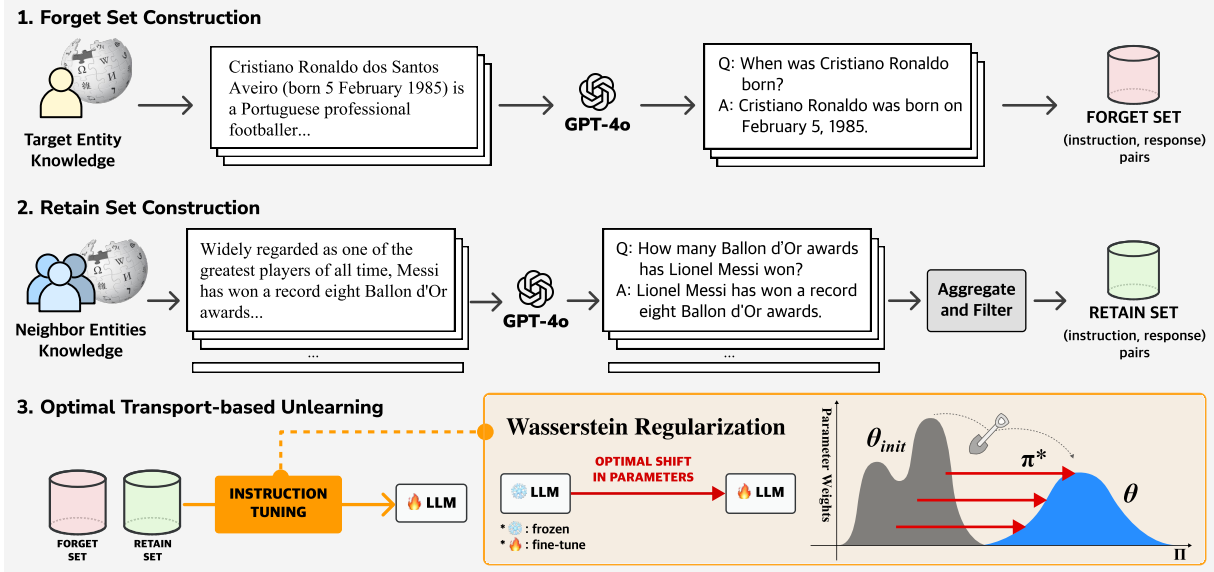 1. Forget Set Construction
Target Entity
Knowledge
Cristiano Ronaldo dos Santos
Aveiro (born 5 February 1985) is
a Portuguese professional
footballer...
GPT-4o
Q: When was Cristiano Ronaldo
born?
A: Cristiano Ronaldo was born on
February 5, 1985.
FORGET SET
(instruction, response)
pairs
2. Retain Set Construction
Neighbor Entities
Knowledge
Widely regarded as one of the
greatest players of all time, Messi
has won a record eight Ballon d'Or
awards...
...
GPT-4o
Q: How many Ballon d'Or awards
has Lionel Messi won?
A: Lionel Messi has won a record
eight Ballon d'Or awards.
...
Aggregate
and Filter
RETAIN SET
(instruction, response)
pairs
3. Optimal Transport-based Unlearning
FORGET
SET
RETAIN
SET
INSTRUCTION
TUNING
LLM
Wasserstein Regularization
LLM
OPTIMAL SHIFT
IN PARAMETERS
LLM
* : frozen
* : fine-tune
Parameter Weights
θinit
π*
θ
Π